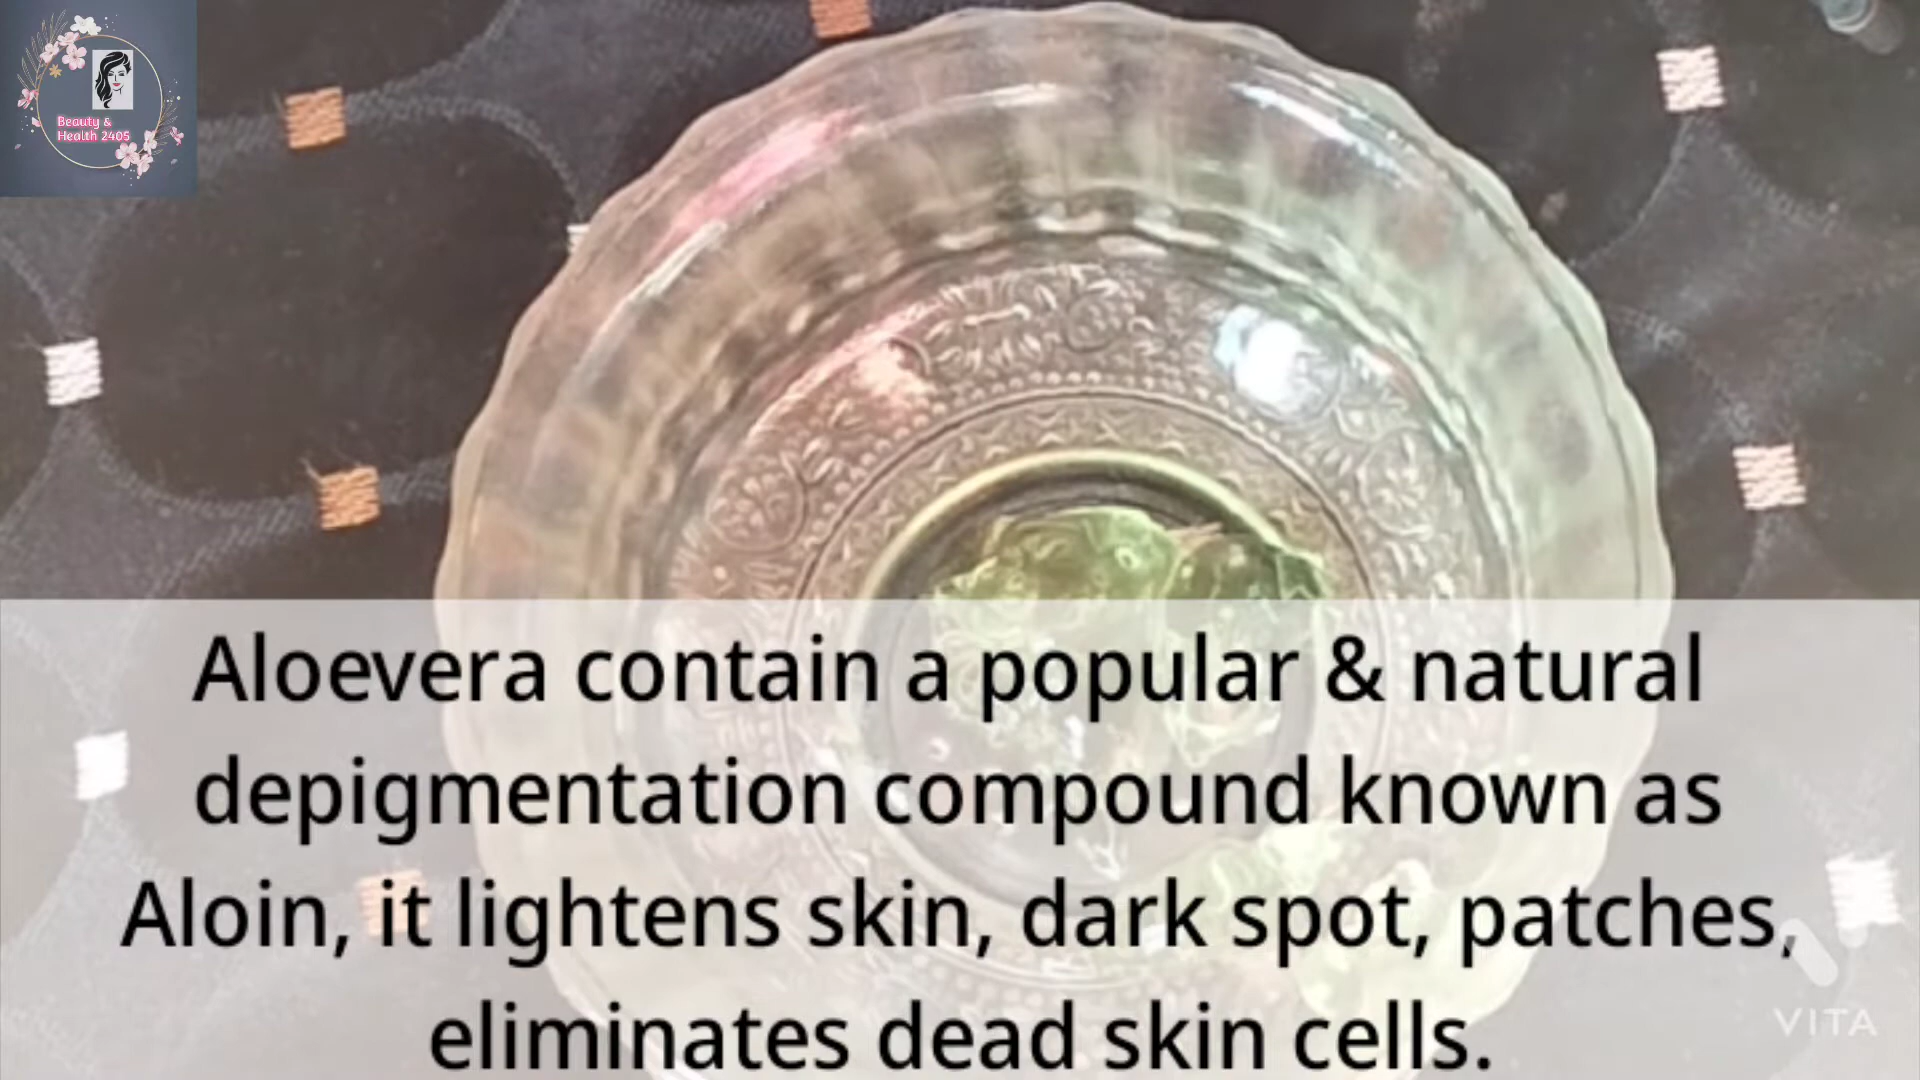 Beauty &
Health 2405
Aloevera contain a popular & natural
depigmentation compound known as
Aloin, it lightens skin, dark spot, patches,
eliminates dead skin cells.
VITA